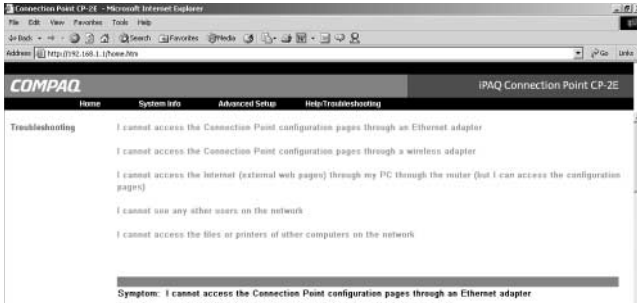 Connection Point CP-2E - Microsoft Internet Explorer
File Edit View Favorites Tools Help
Back Search Favorites Media
Address http://192.168.1.1/home.htm Go Links
COMPAQ iPAQ Connection Point CP-2E
Home System Info Advanced Setup Help/Troubleshooting
Troubleshooting
I cannot access the Connection Point configuration pages through an Ethernet adapter
I cannot access the Connection Point configuration pages through a wireless adapter
I cannot access the Internet (external web pages) through my PC through the router (but I can access the configuration
pages)
I cannot see any other users on the network
I cannot access the files or printers of other computers on the network
Symptom: I cannot access the Connection Point configuration pages through an Ethernet adapter